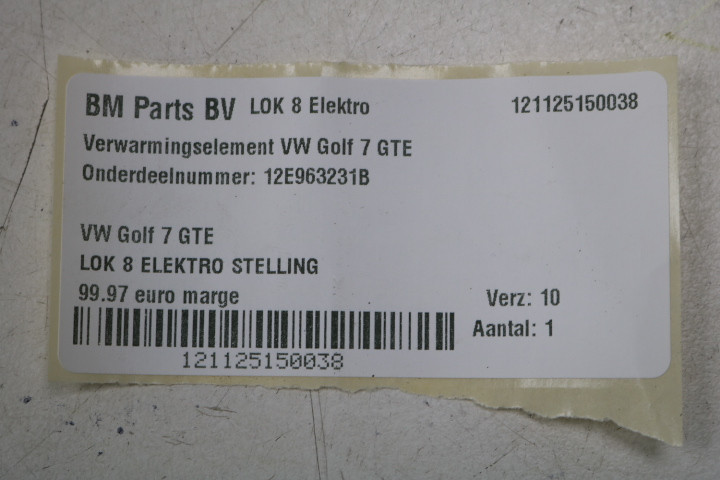 BM Parts BV LOK 8 Elektro 121125150038
Verwarmingselement VW Golf 7 GTE
Onderdeelnummer: 12E963231B
VW Golf 7 GTE
LOK 8 ELEKTRO STELLING
99.97 euro marge Verz: 10
Aantal: 1
121125150038